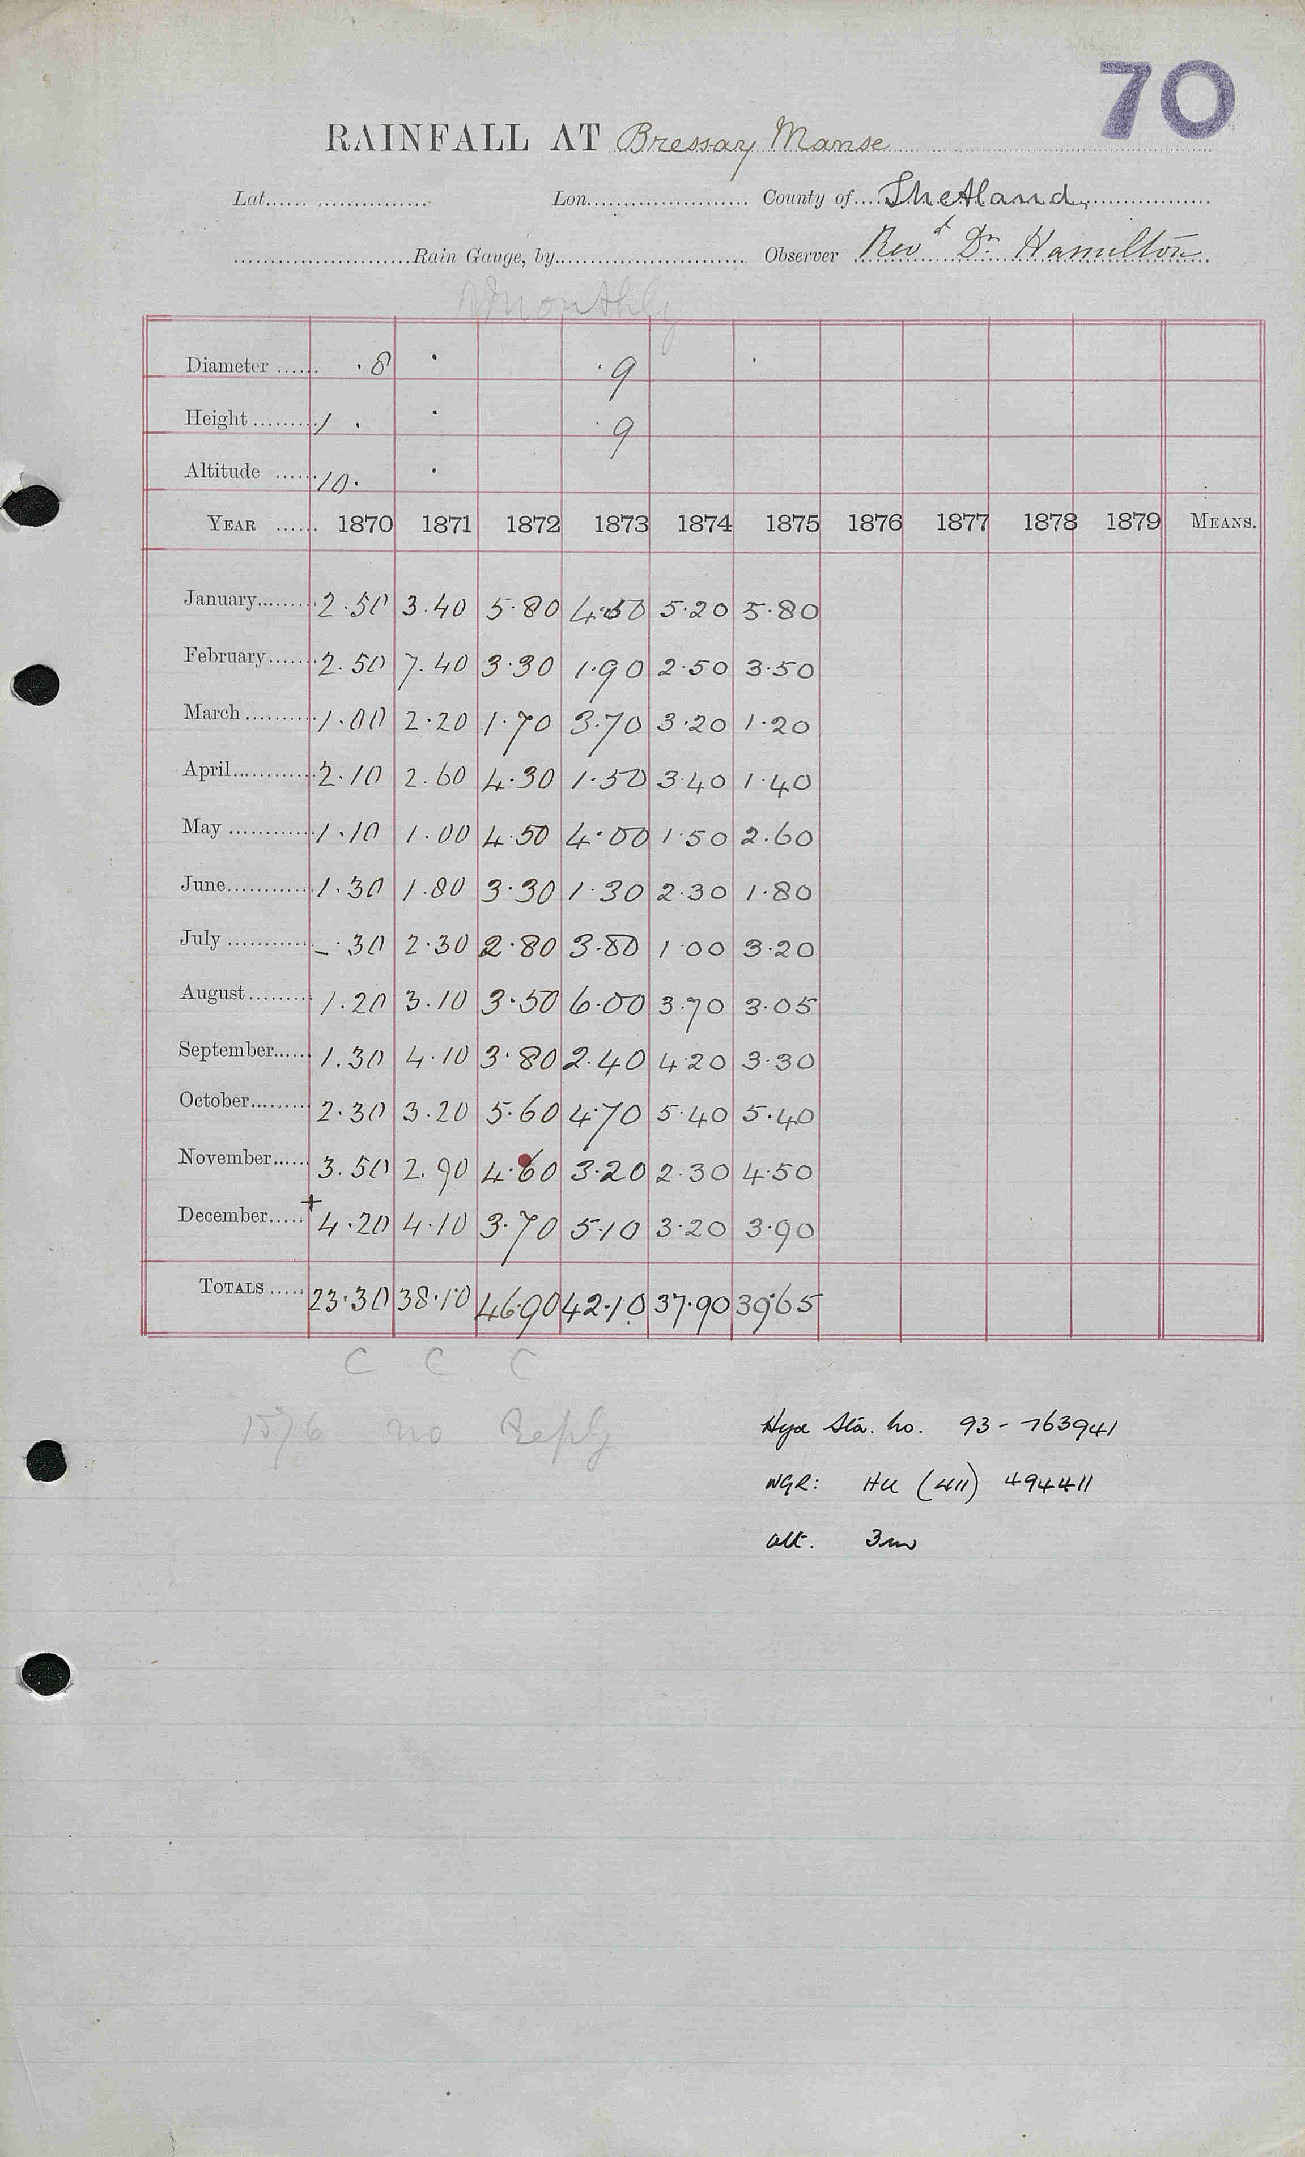 70
RAINFALL AT Bressay Manse
Lat. Lon. County of Shetland,
Rain Gauge, by Observer Revd Dr Hamilton
Monthly
Diameter ·8 · ·9 ·
Height 1 · · ·9
Altitude 10· ·
YEAR 1870 1871 1872 1873 1874 1875 1876 1877 1878 1879 MEANS.
January 2.50 3.40 5.80 4.50 5.20 5.80
February 2.50 7.40 3.30 1.90 2.50 3.50
March 1.00 2.20 1.70 3.70 3.20 1.20
April 2.10 2.60 4.30 1.50 3.40 1.40
May 1.10 1.00 4.50 4.00 1.50 2.60
June 1.30 1.80 3.30 1.30 2.30 1.80
July –.30 2.30 2.80 3.80 1.00 3.20
August 1.20 3.10 3.50 6.00 3.70 3.05
September 1.30 4.10 3.80 2.40 4.20 3.30
October 2.30 3.20 5.60 4.70 5.40 5.40
November 3.50 2.90 4.60 3.20 2.30 4.50
December + 4.20 4.10 3.70 5.10 3.20 3.90
TOTALS 23.30 38.10 46.90 42.10 37.90 39.65
C C C
1876 no Reply
Hyd Sta. No. 93-763941
NGR: HU (411) 494411
alt. 3m